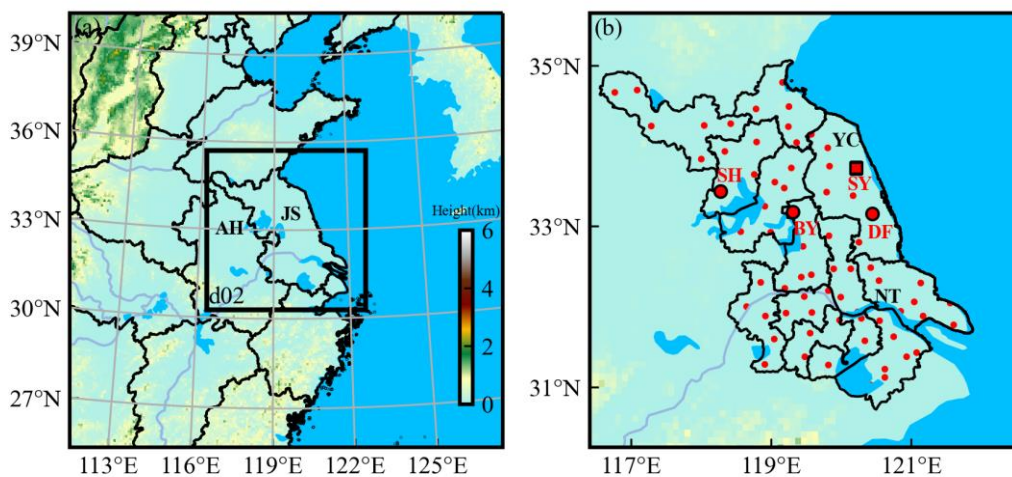 (a)
39°N
36°N
33°N
30°N
27°N
113°E
116°E
119°E
122°E
125°E
AH
JS
d02
Height(km)
6
4
2
0
(b)
35°N
33°N
31°N
117°E
119°E
121°E
YC
SH
SY
BY
DF
NT